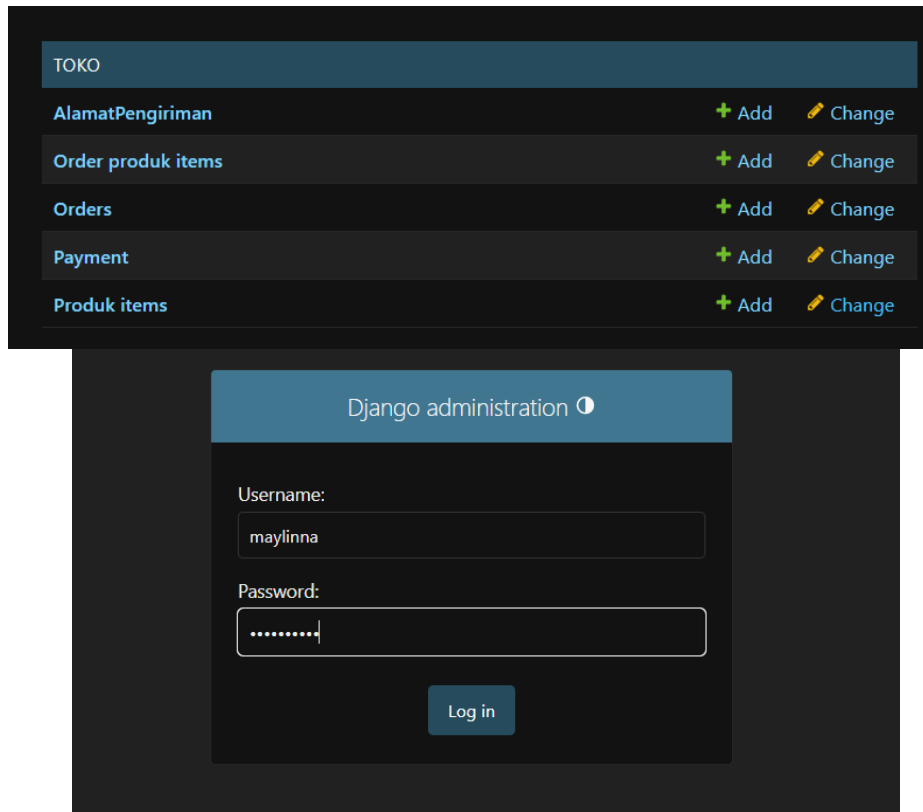 TOKO
AlamatPengiriman Add Change
Order produk items Add Change
Orders Add Change
Payment Add Change
Produk items Add Change
Django administration
Username:
maylinna
Password:
••••••••••
Log in